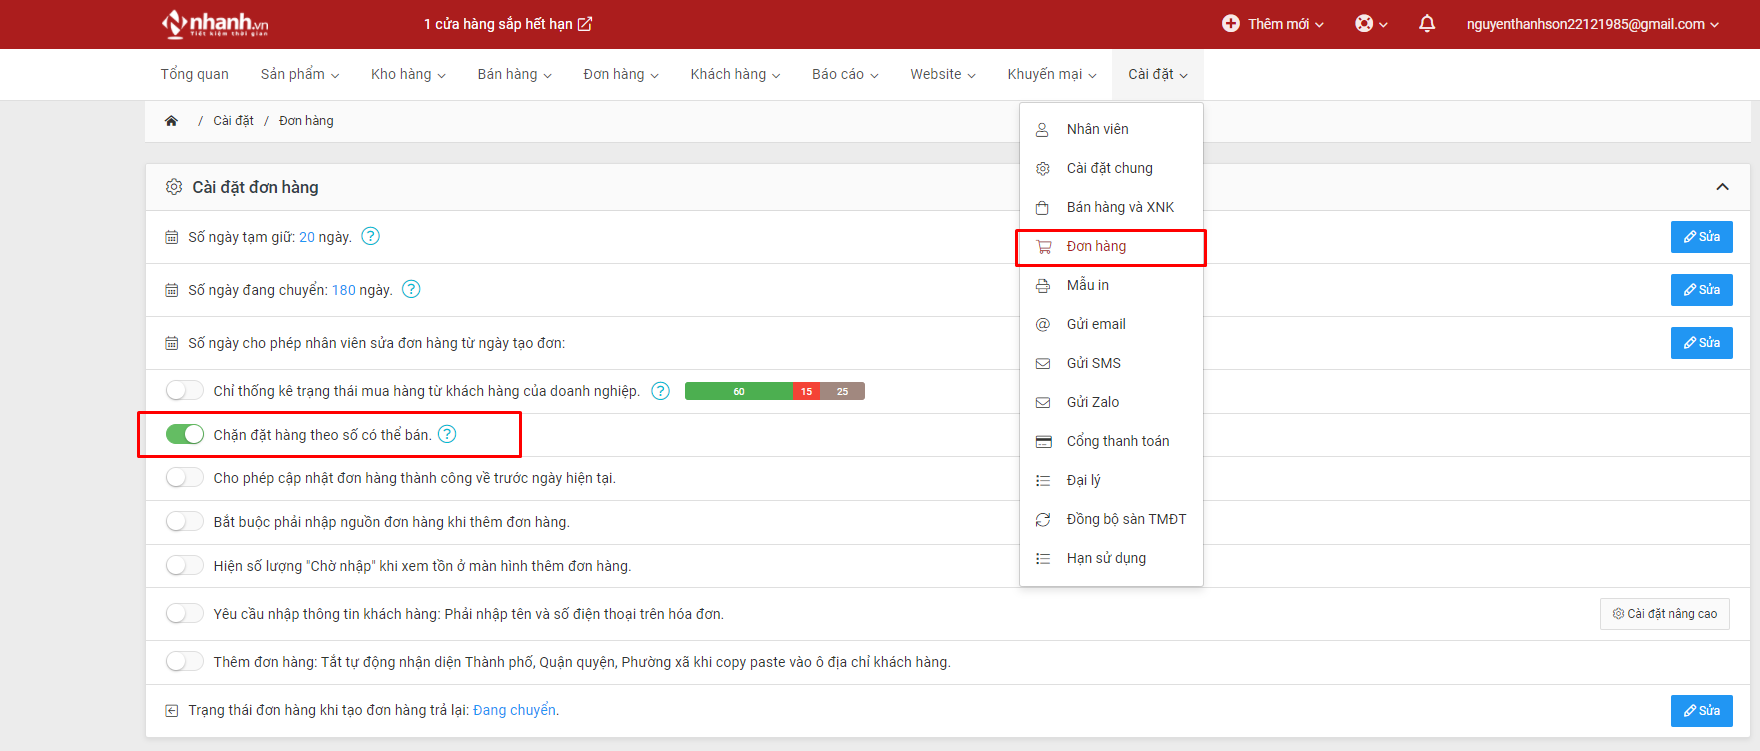 nhanh.vn
Tiết kiệm thời gian
1 cửa hàng sắp hết hạn
Thêm mới
nguyenthanhson22121985@gmail.com
Tổng quan
Sản phẩm
Kho hàng
Bán hàng
Đơn hàng
Khách hàng
Báo cáo
Website
Khuyến mại
Cài đặt
/ Cài đặt / Đơn hàng
Nhân viên
Cài đặt chung
Bán hàng và XNK
Đơn hàng
Mẫu in
Gửi email
Gửi SMS
Gửi Zalo
Cổng thanh toán
Đại lý
Đồng bộ sàn TMĐT
Hạn sử dụng
Cài đặt đơn hàng
Số ngày tạm giữ: 20 ngày. ?
Sửa
Số ngày đang chuyển: 180 ngày. ?
Sửa
Số ngày cho phép nhân viên sửa đơn hàng từ ngày tạo đơn:
Sửa
Chỉ thống kê trạng thái mua hàng từ khách hàng của doanh nghiệp. ? 60 15 25
Chặn đặt hàng theo số có thể bán. ?
Cho phép cập nhật đơn hàng thành công về trước ngày hiện tại.
Bắt buộc phải nhập nguồn đơn hàng khi thêm đơn hàng.
Hiện số lượng "Chờ nhập" khi xem tồn ở màn hình thêm đơn hàng.
Yêu cầu nhập thông tin khách hàng: Phải nhập tên và số điện thoại trên hóa đơn.
Cài đặt nâng cao
Thêm đơn hàng: Tắt tự động nhận diện Thành phố, Quận quyện, Phường xã khi copy paste vào ô địa chỉ khách hàng.
Trạng thái đơn hàng khi tạo đơn hàng trả lại: Đang chuyển.
Sửa